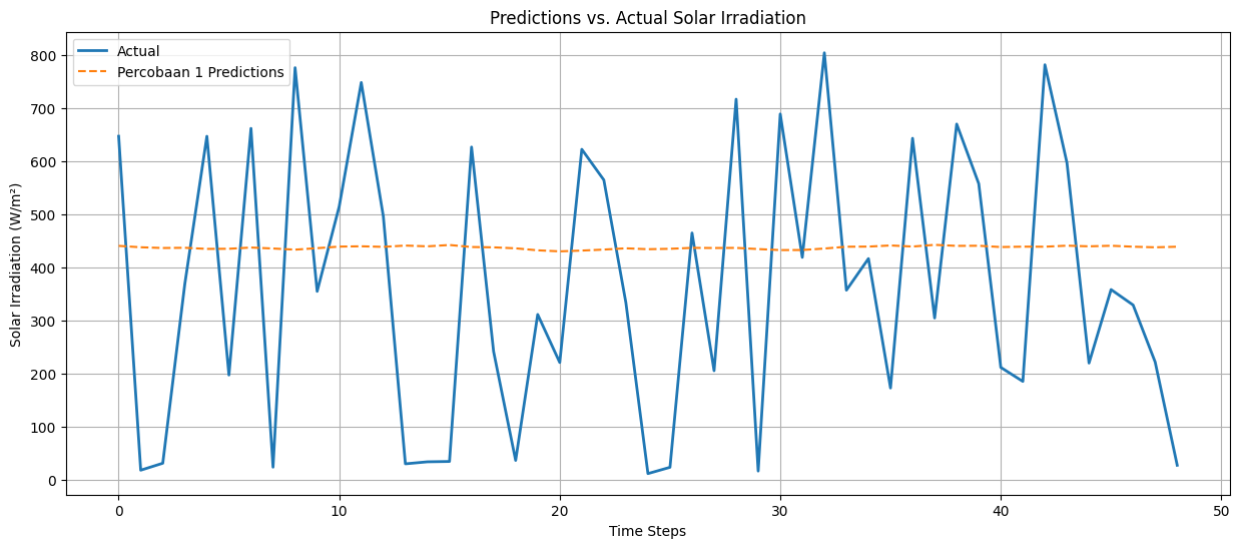 Predictions vs. Actual Solar Irradiation
Actual
Percobaan 1 Predictions
Solar Irradiation (W/m²)
800
700
600
500
400
300
200
100
0
0 10 20 30 40 50
Time Steps